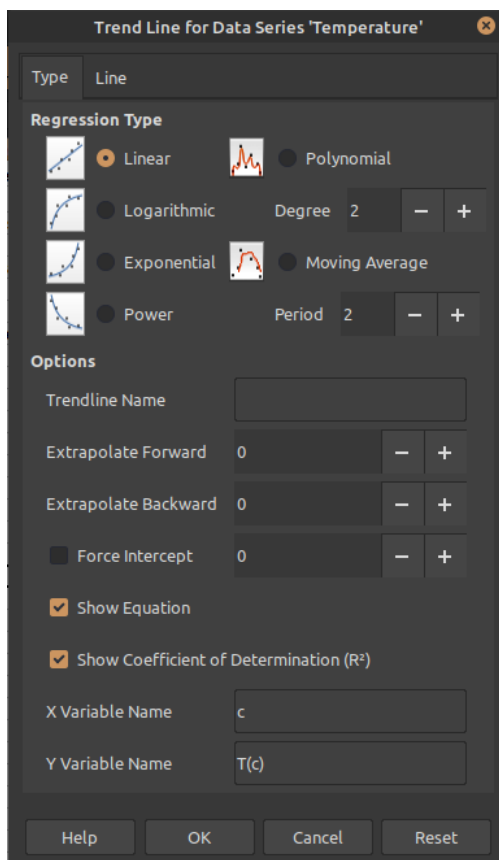 Trend Line for Data Series 'Temperature'
Type Line
Regression Type
Linear Polynomial
Logarithmic Degree 2 − +
Exponential Moving Average
Power Period 2 − +
Options
Trendline Name
Extrapolate Forward 0 − +
Extrapolate Backward 0 − +
Force Intercept 0 − +
Show Equation
Show Coefficient of Determination (R²)
X Variable Name c
Y Variable Name T(c)
Help OK Cancel Reset